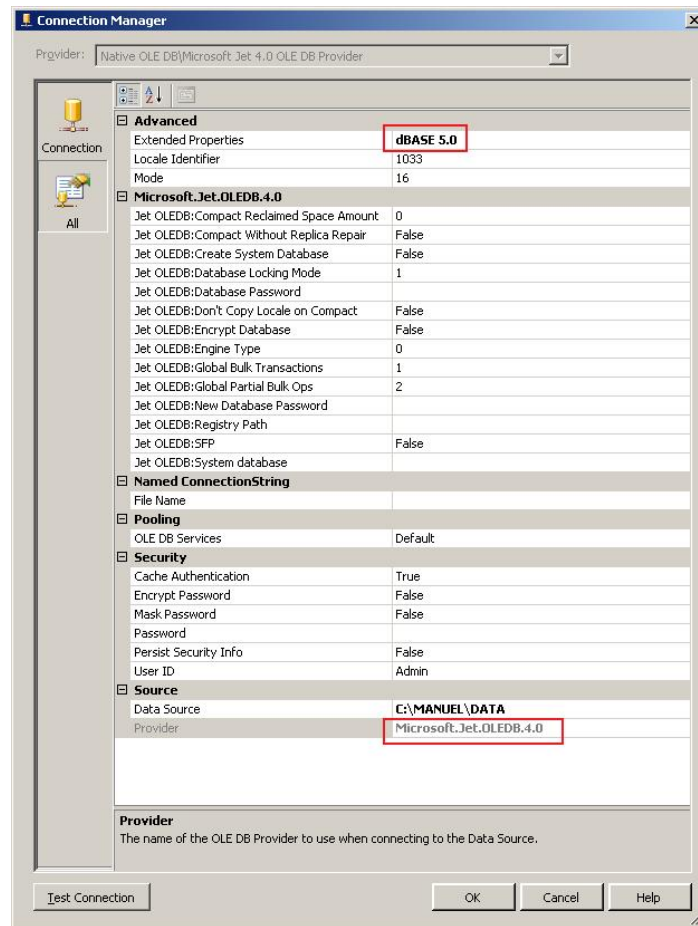 Connection Manager
Provider: Native OLE DB\Microsoft Jet 4.0 OLE DB Provider
Connection
All
Advanced
Extended Properties dBASE 5.0
Locale Identifier 1033
Mode 16
Microsoft.Jet.OLEDB.4.0
Jet OLEDB:Compact Reclaimed Space Amount 0
Jet OLEDB:Compact Without Replica Repair False
Jet OLEDB:Create System Database False
Jet OLEDB:Database Locking Mode 1
Jet OLEDB:Database Password
Jet OLEDB:Don't Copy Locale on Compact False
Jet OLEDB:Encrypt Database False
Jet OLEDB:Engine Type 0
Jet OLEDB:Global Bulk Transactions 1
Jet OLEDB:Global Partial Bulk Ops 2
Jet OLEDB:New Database Password
Jet OLEDB:Registry Path
Jet OLEDB:SFP False
Jet OLEDB:System database
Named ConnectionString
File Name
Pooling
OLE DB Services Default
Security
Cache Authentication True
Encrypt Password False
Mask Password False
Password
Persist Security Info False
User ID Admin
Source
Data Source C:\MANUEL\DATA
Provider Microsoft.Jet.OLEDB.4.0
Provider
The name of the OLE DB Provider to use when connecting to the Data Source.
Test Connection OK Cancel Help